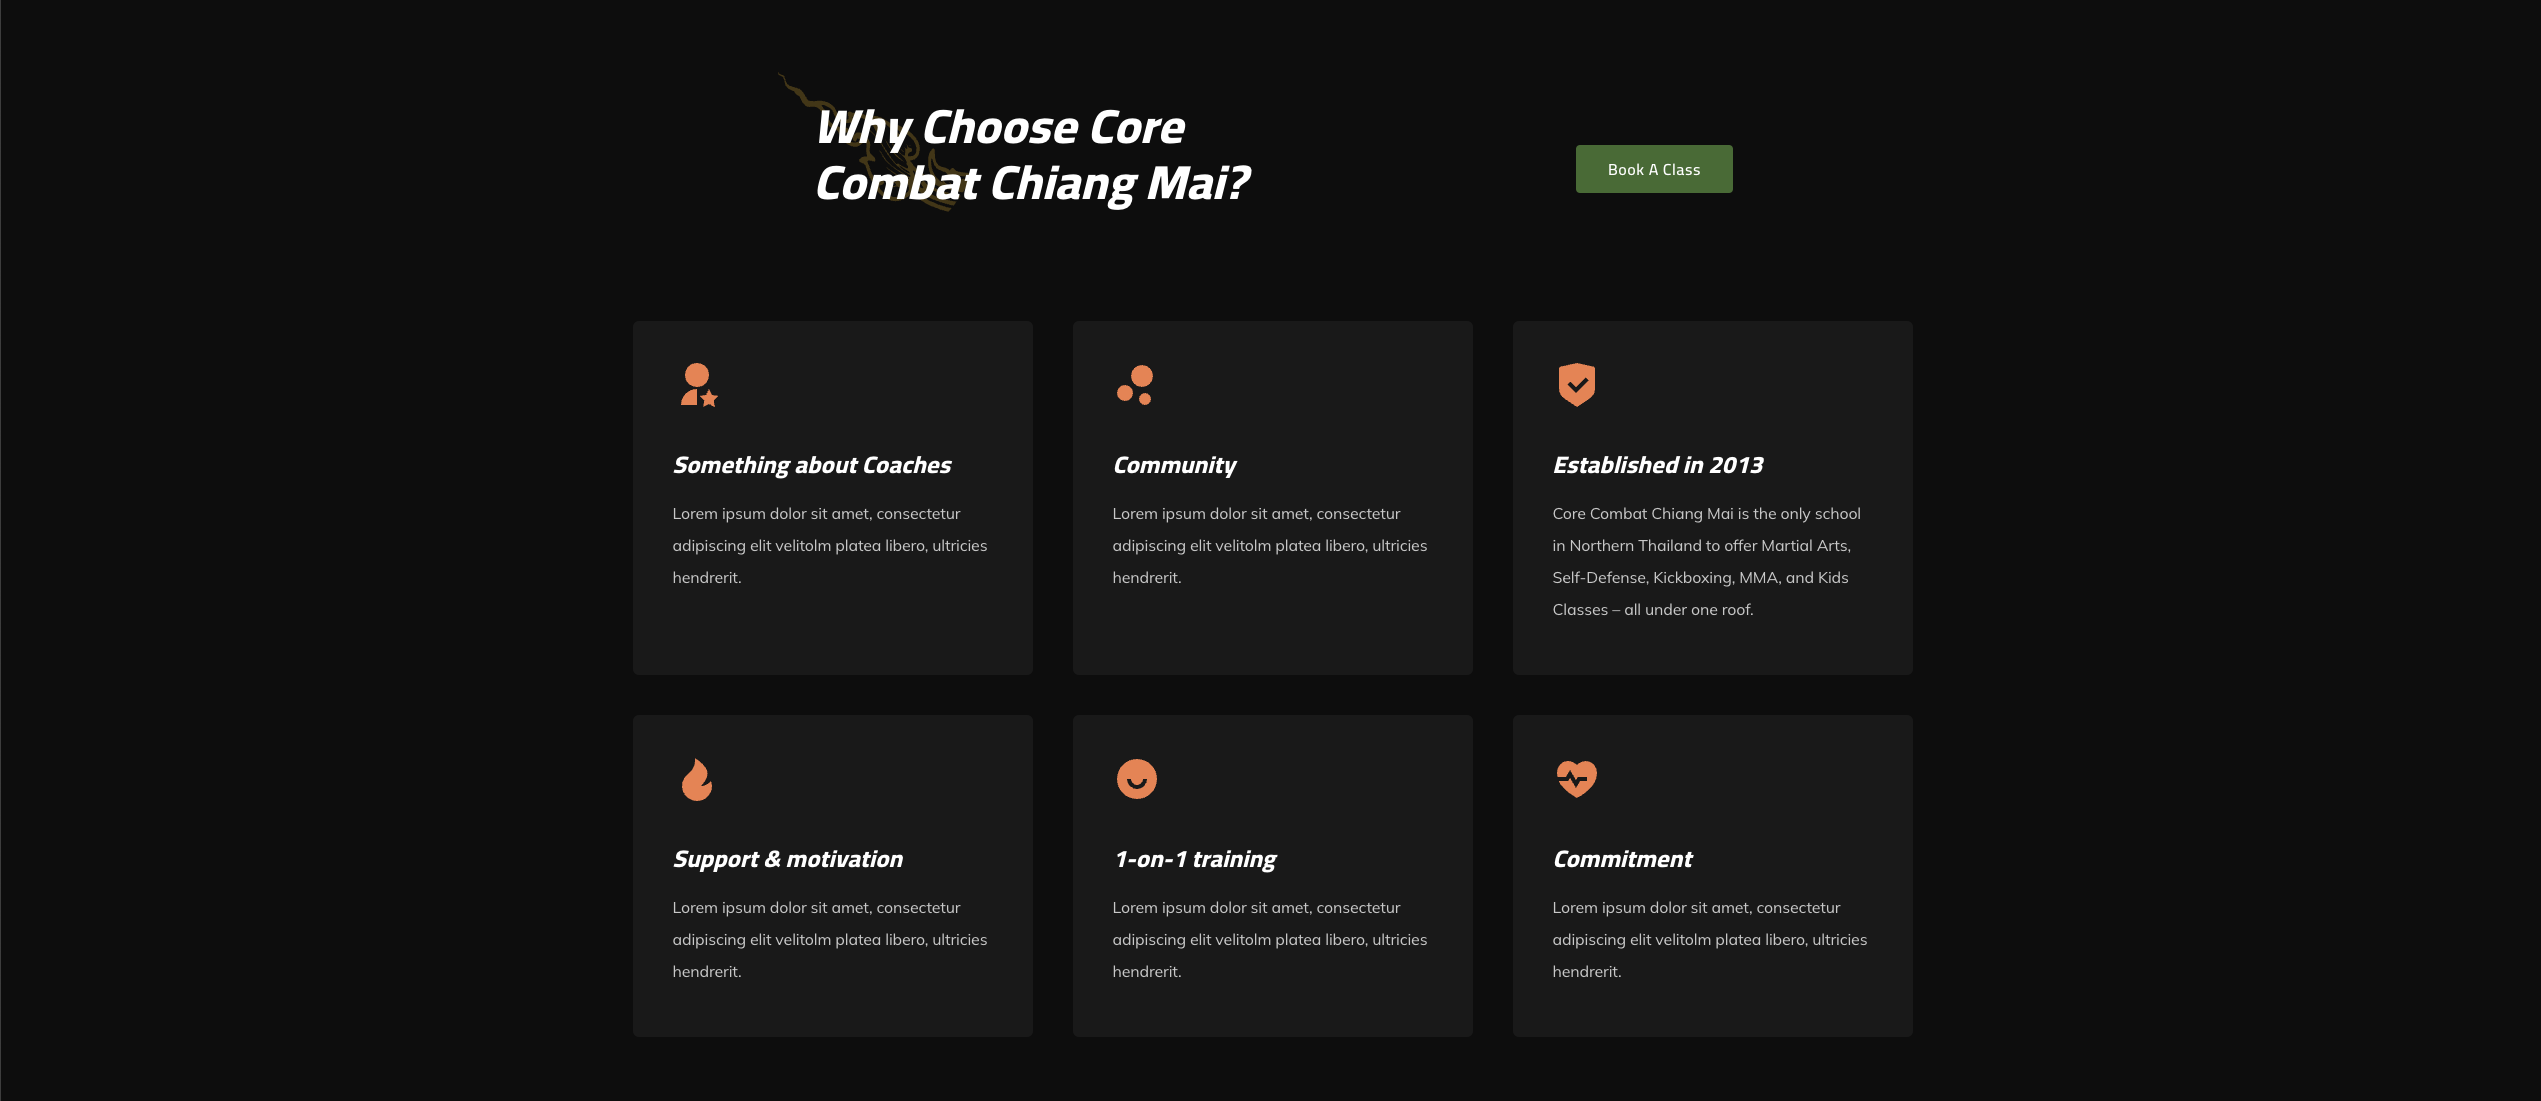 Why Choose Core
Combat Chiang Mai?
Book A Class
Something about Coaches
Lorem ipsum dolor sit amet, consectetur
adipiscing elit velitolm platea libero, ultricies
hendrerit.
Community
Lorem ipsum dolor sit amet, consectetur
adipiscing elit velitolm platea libero, ultricies
hendrerit.
Established in 2013
Core Combat Chiang Mai is the only school
in Northern Thailand to offer Martial Arts,
Self-Defense, Kickboxing, MMA, and Kids
Classes – all under one roof.
Support & motivation
Lorem ipsum dolor sit amet, consectetur
adipiscing elit velitolm platea libero, ultricies
hendrerit.
1-on-1 training
Lorem ipsum dolor sit amet, consectetur
adipiscing elit velitolm platea libero, ultricies
hendrerit.
Commitment
Lorem ipsum dolor sit amet, consectetur
adipiscing elit velitolm platea libero, ultricies
hendrerit.